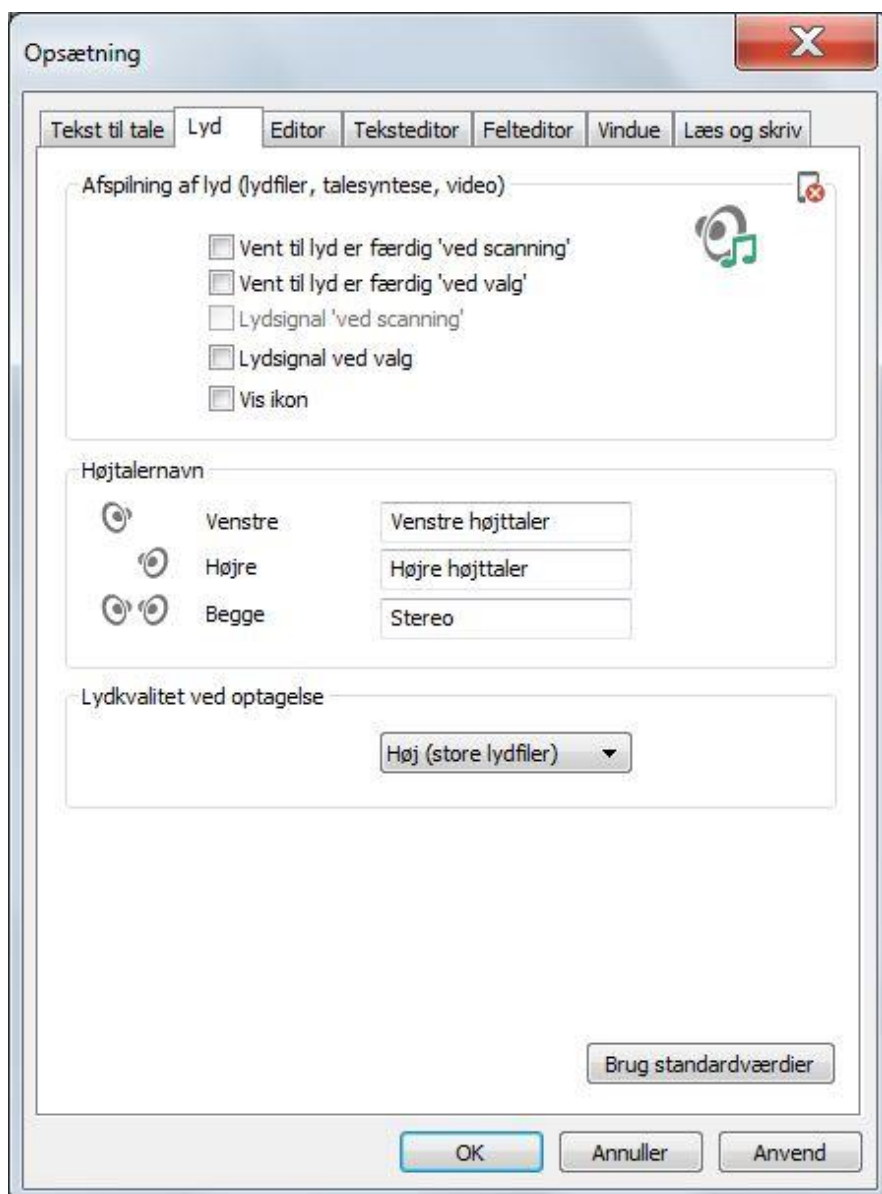 Opsætning
Tekst til tale Lyd Editor Teksteditor Felteditor Vindue Læs og skriv
Afspilning af lyd (lydfiler, talesyntese, video)
Vent til lyd er færdig 'ved scanning'
Vent til lyd er færdig 'ved valg'
Lydsignal 'ved scanning'
Lydsignal ved valg
Vis ikon
Højtalernavn
Venstre Venstre højttaler
Højre Højre højttaler
Begge Stereo
Lydkvalitet ved optagelse
Høj (store lydfiler)
Brug standardværdier
OK Annuller Anvend